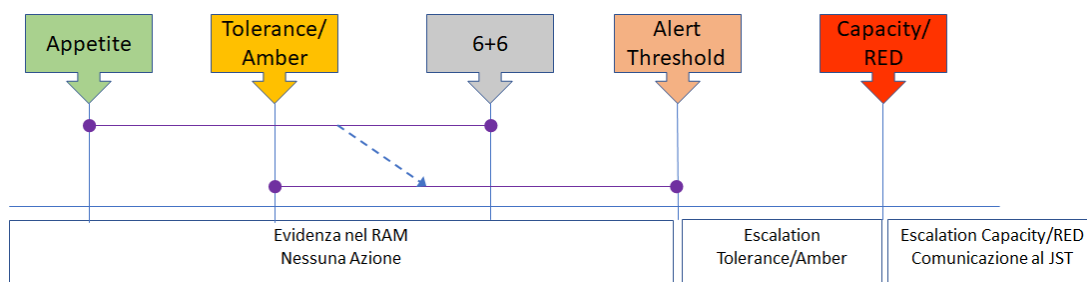 Appetite
Tolerance/
Amber
6+6
Alert
Threshold
Capacity/
RED
Evidenza nel RAM
Nessuna Azione
Escalation
Tolerance/Amber
Escalation Capacity/RED
Comunicazione al JST